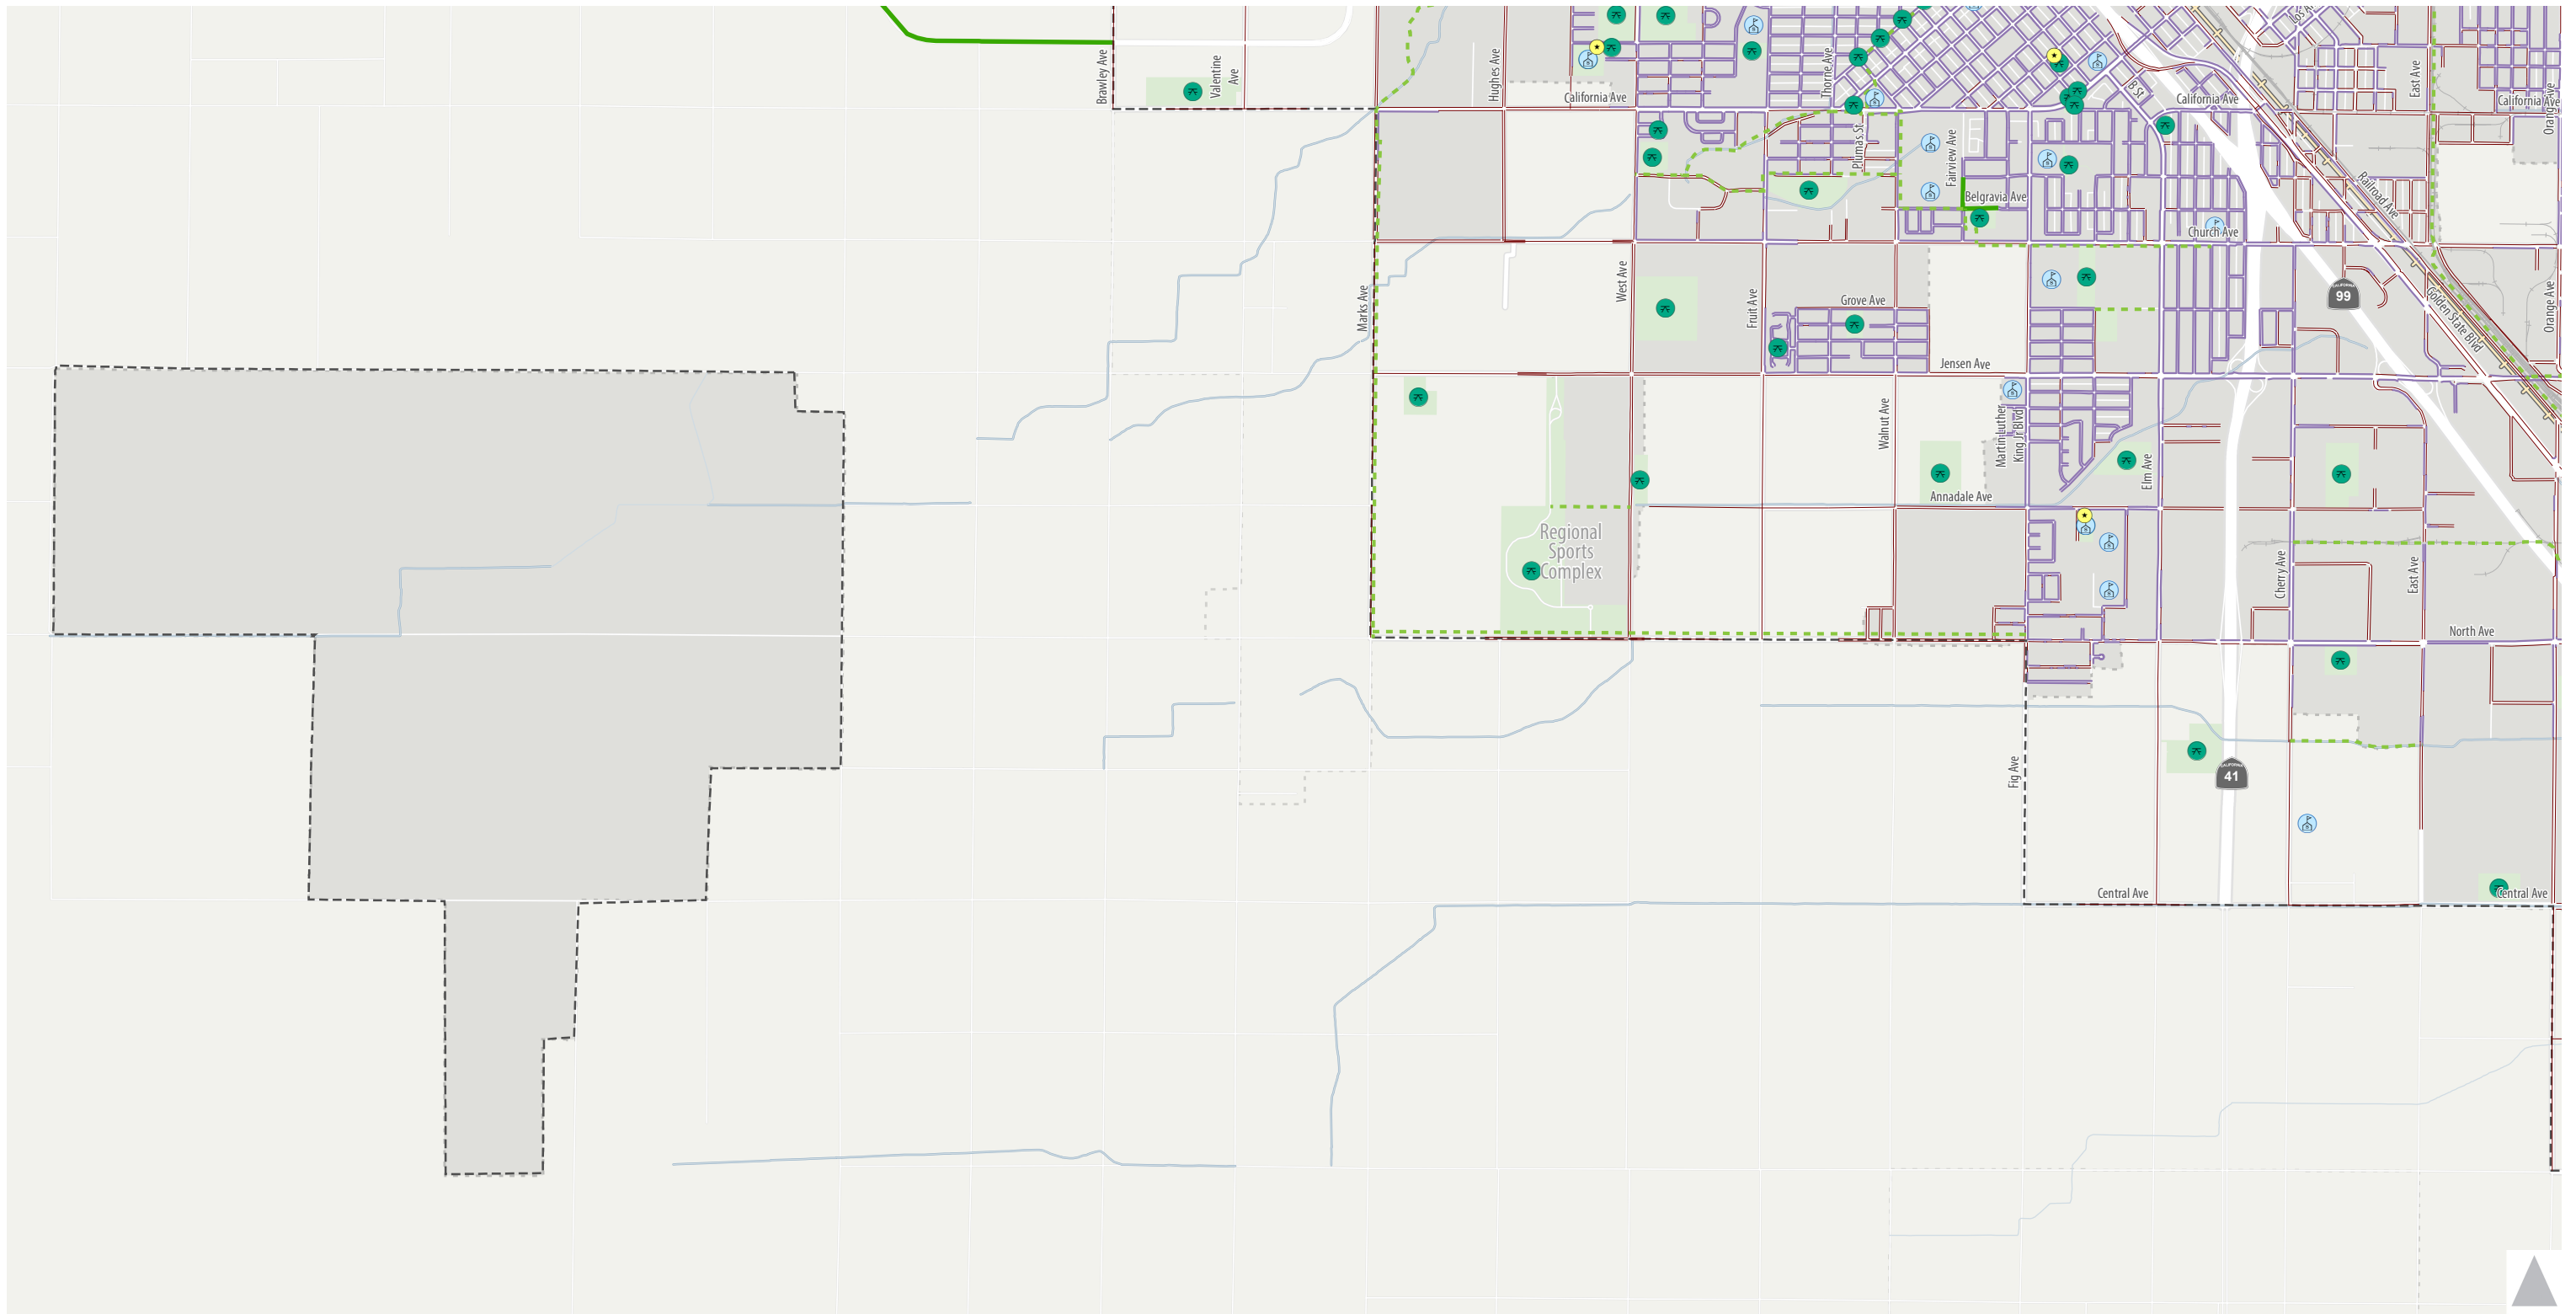 Los A
Brawley Ave
Valentine
Ave
Hughes Ave
California Ave
Thorne Ave
B St
California Ave
East Ave
California Ave
Orange Ave
Plumas St
Fairview Ave
Belgravia Ave
Railroad Ave
Church Ave
Marks Ave
West Ave
Fruit Ave
Grove Ave
CALIFORNIA
99
Golden State Blvd
Orange Ave
Jensen Ave
Walnut Ave
Martin Luther
King Jr Blvd
Elm Ave
Annadale Ave
Regional
Sports
Complex
Cherry Ave
East Ave
North Ave
Fig Ave
CALIFORNIA
41
Central Ave
Central Ave